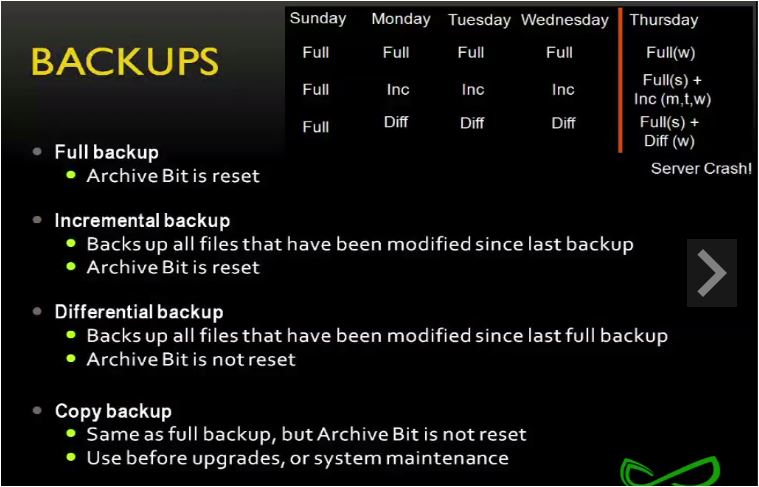 BACKUPS
Sunday Monday Tuesday Wednesday Thursday
Full Full Full Full Full(w)
Full Inc Inc Inc Full(s) +
Inc (m,t,w)
Full Diff Diff Diff Full(s) +
Diff (w)
Server Crash!
Full backup
Archive Bit is reset
Incremental backup
Backs up all files that have been modified since last backup
Archive Bit is reset
Differential backup
Backs up all files that have been modified since last full backup
Archive Bit is not reset
Copy backup
Same as full backup, but Archive Bit is not reset
Use before upgrades, or system maintenance